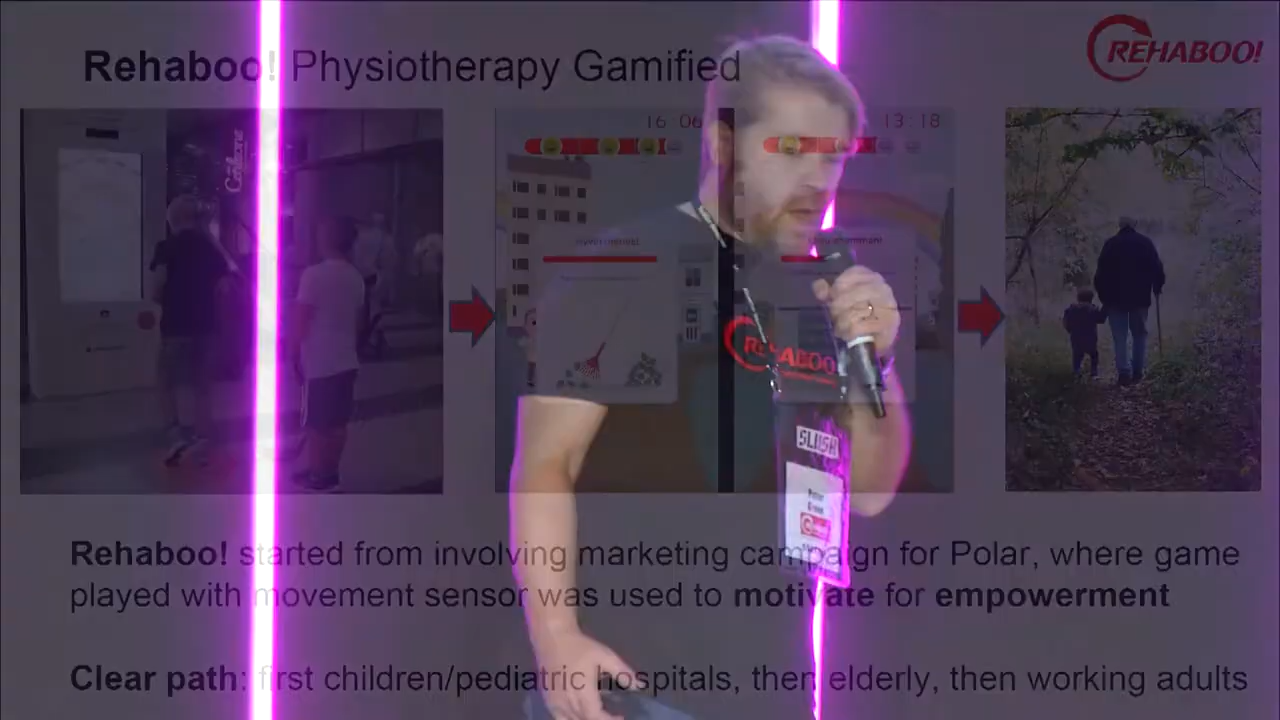 Rehaboo! Physiotherapy Gamified
REHABOO!
16 06
13 18
REHABOO!
SLUSH
Rehaboo! started from involving marketing campaign for Polar, where game
played with movement sensor was used to motivate for empowerment
Clear path: first children/pediatric hospitals, then elderly, then working adults